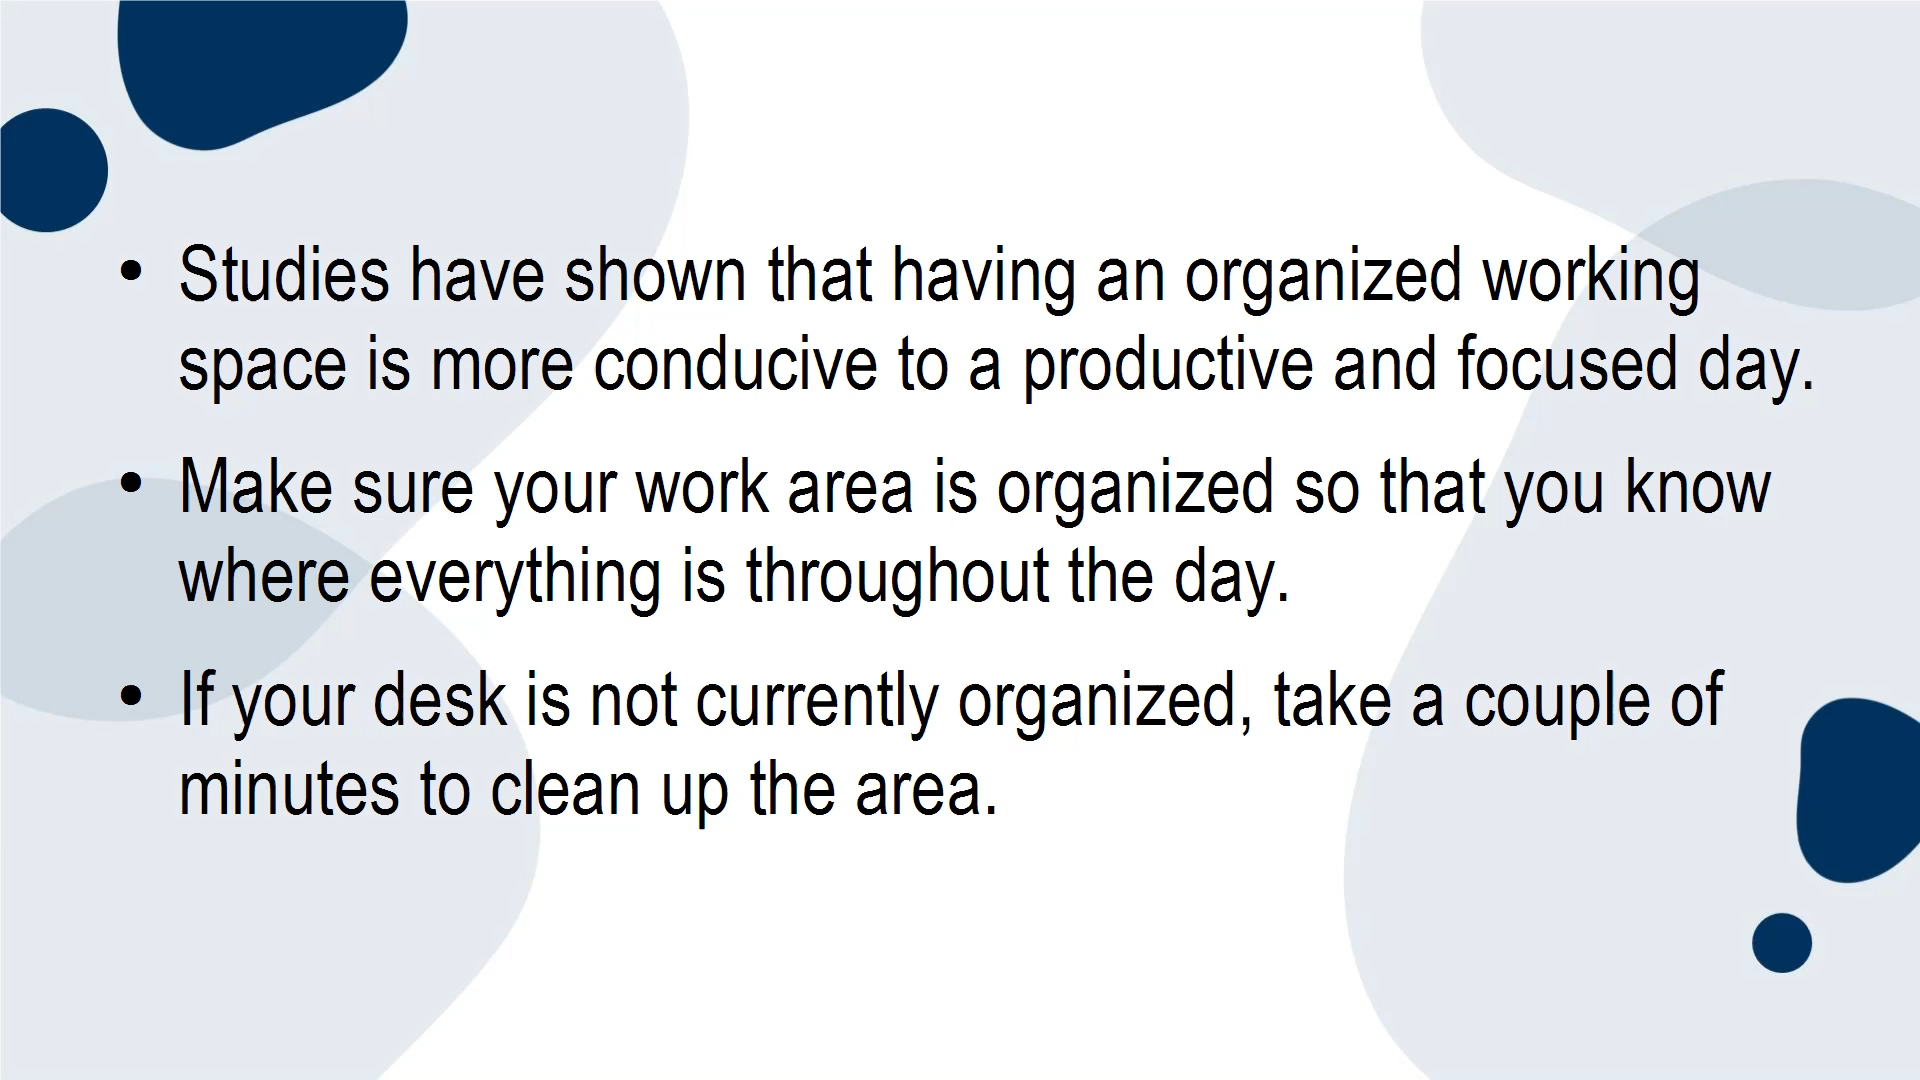 • Studies have shown that having an organized working
space is more conducive to a productive and focused day.
• Make sure your work area is organized so that you know
where everything is throughout the day.
• If your desk is not currently organized, take a couple of
minutes to clean up the area.